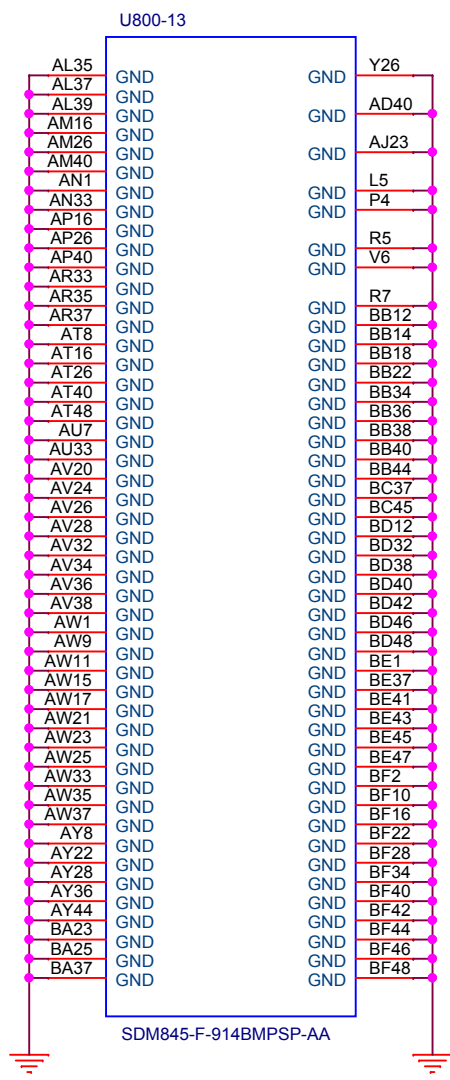 U800-13
AL35 GND GND Y26
AL37 GND
AL39 GND GND AD40
AM16 GND
AM26 GND GND AJ23
AM40 GND
AN1 GND GND L5
AN33 GND GND P4
AP16 GND
AP26 GND GND R5
AP40 GND GND V6
AR33 GND
AR35 GND GND R7
AR37 GND GND BB12
AT8 GND GND BB14
AT16 GND GND BB18
AT26 GND GND BB22
AT40 GND GND BB34
AT48 GND GND BB36
AU7 GND GND BB38
AU33 GND GND BB40
AV20 GND GND BB44
AV24 GND GND BC37
AV26 GND GND BC45
AV28 GND GND BD12
AV32 GND GND BD32
AV34 GND GND BD38
AV36 GND GND BD40
AV38 GND GND BD42
AW1 GND GND BD46
AW9 GND GND BD48
AW11 GND GND BE1
AW15 GND GND BE37
AW17 GND GND BE41
AW21 GND GND BE43
AW23 GND GND BE45
AW25 GND GND BE47
AW33 GND GND BF2
AW35 GND GND BF10
AW37 GND GND BF16
AY8 GND GND BF22
AY22 GND GND BF28
AY28 GND GND BF34
AY36 GND GND BF40
AY44 GND GND BF42
BA23 GND GND BF44
BA25 GND GND BF46
BA37 GND GND BF48
SDM845-F-914BMPSP-AA